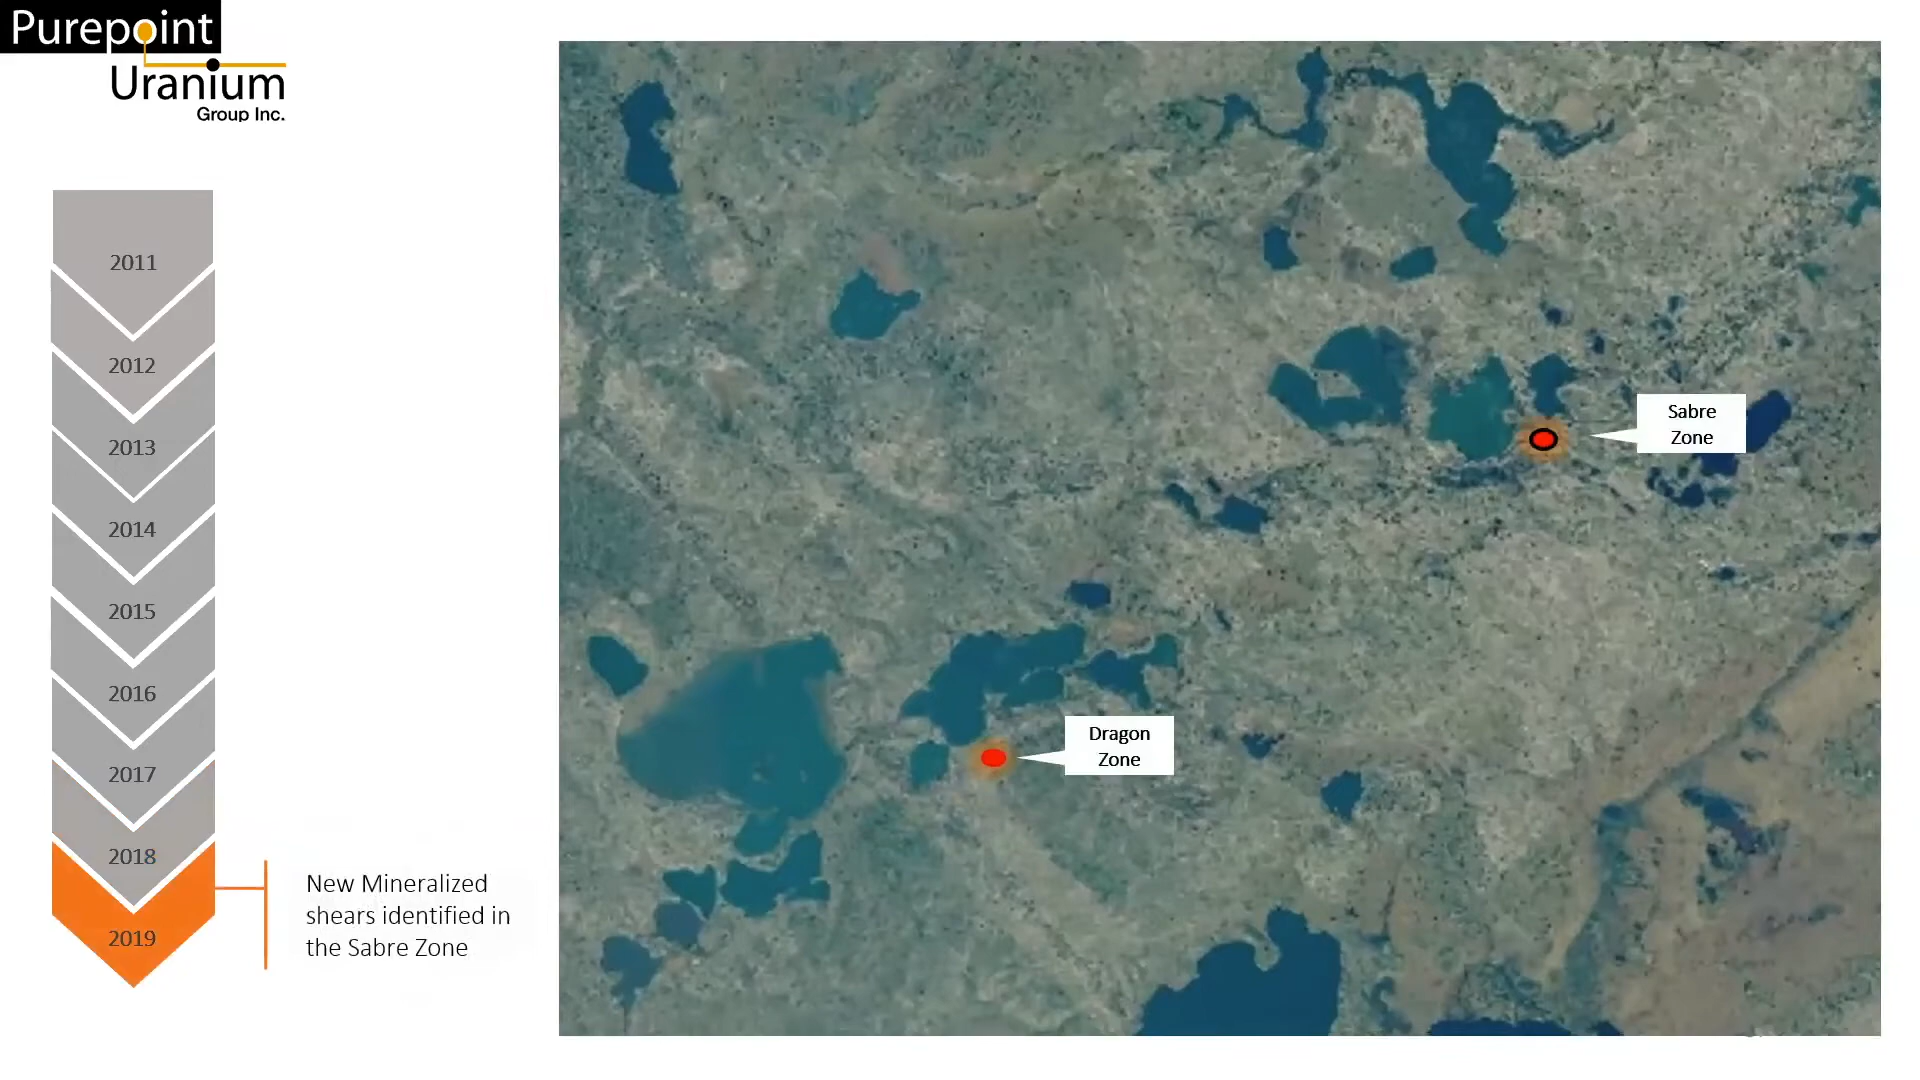 Purepoint
Uranium
Group Inc.
2011
2012
2013
2014
2015
2016
2017
2018
2019
New Mineralized
shears identified in
the Sabre Zone
Sabre
Zone
Dragon
Zone